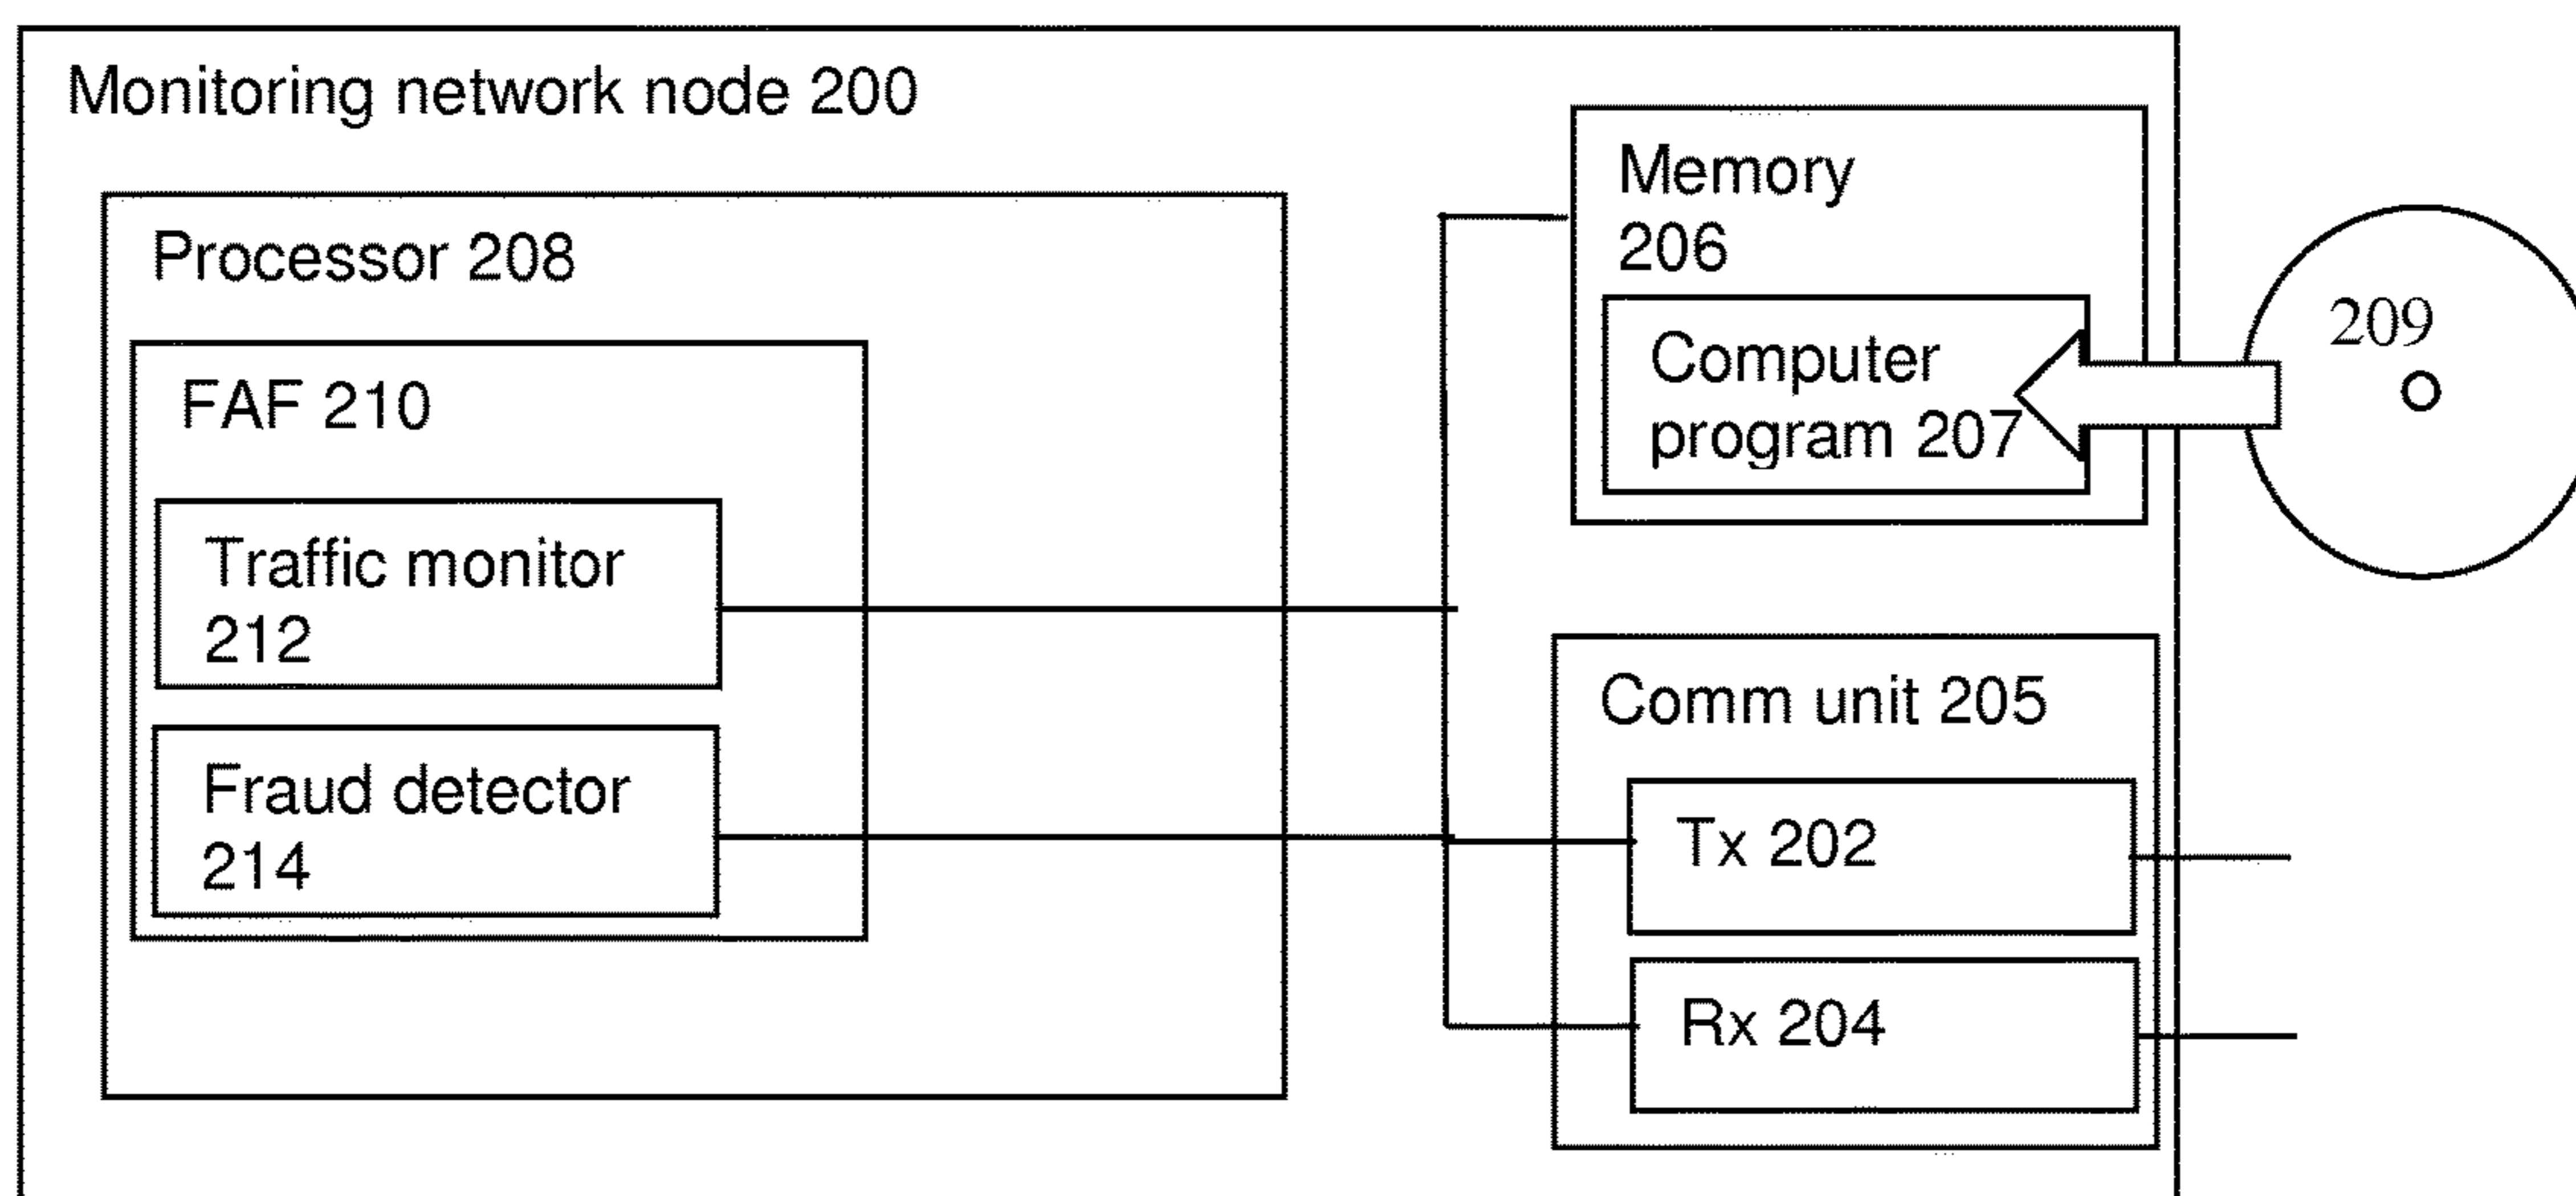 Monitoring network node 200
Processor 208
FAF 210
Traffic monitor
212
Fraud detector
214
Memory
206
Computer
program 207
209
Comm unit 205
Tx 202
Rx 204